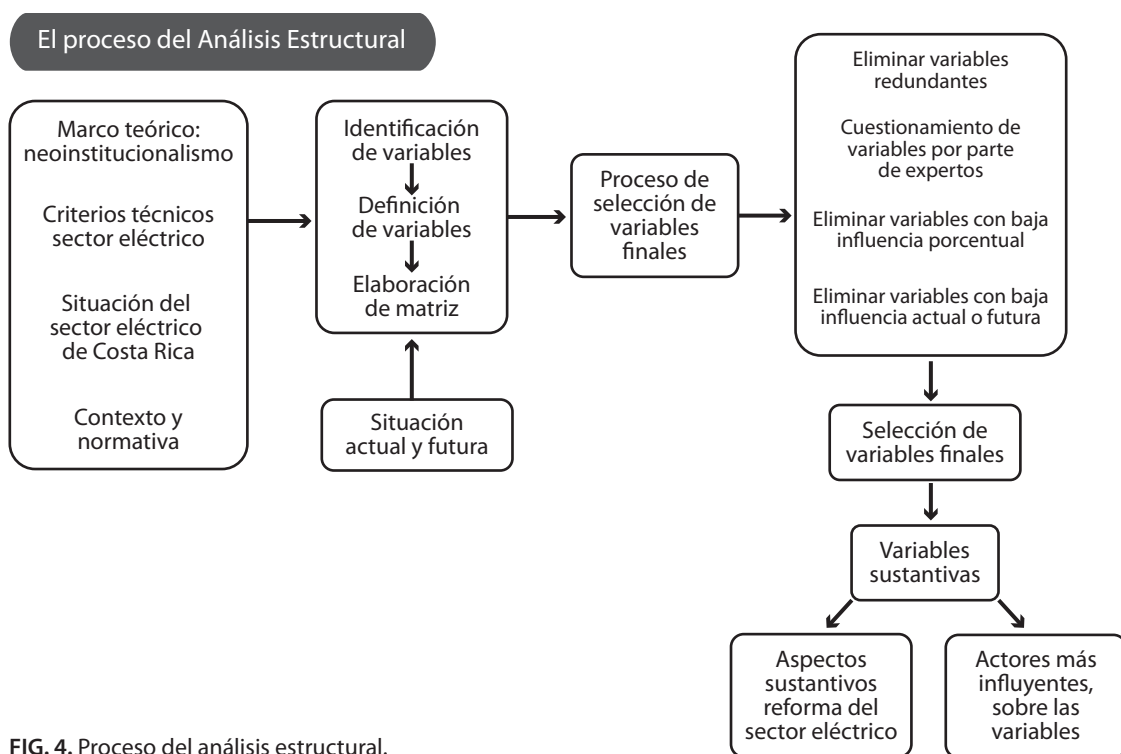 El proceso del Análisis Estructural
Marco teórico:
neoinstitucionalismo
Criterios técnicos
sector eléctrico
Situación del
sector eléctrico
de Costa Rica
Contexto y
normativa
Identificación
de variables
Definición
de variables
Elaboración
de matriz
Situación
actual y futura
Proceso de
selección de
variables
finales
Eliminar variables
redundantes
Cuestionamiento de
variables por parte
de expertos
Eliminar variables con baja
influencia porcentual
Eliminar variables con baja
influencia actual o futura
Selección de
variables finales
Variables
sustantivas
Aspectos
sustantivos
reforma del
sector eléctrico
Actores más
influyentes,
sobre las
variables
FIG. 4. Proceso del análisis estructural.